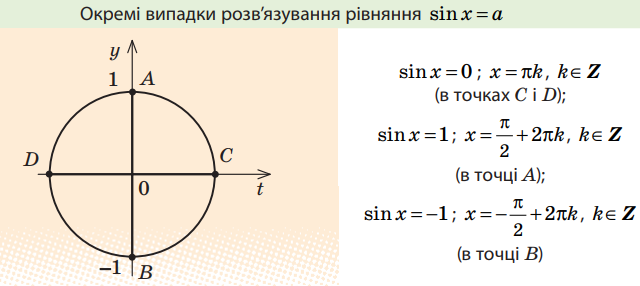 Окремі випадки розв'язування рівняння sin x = a
y
1
A
D
C
0
t
−1
B
sin x = 0 ; x = πk, k ∈ Z
(в точках C і D);
sin x = 1 ; x = π/2 + 2πk, k ∈ Z
(в точці A);
sin x = −1 ; x = −π/2 + 2πk, k ∈ Z
(в точці B)